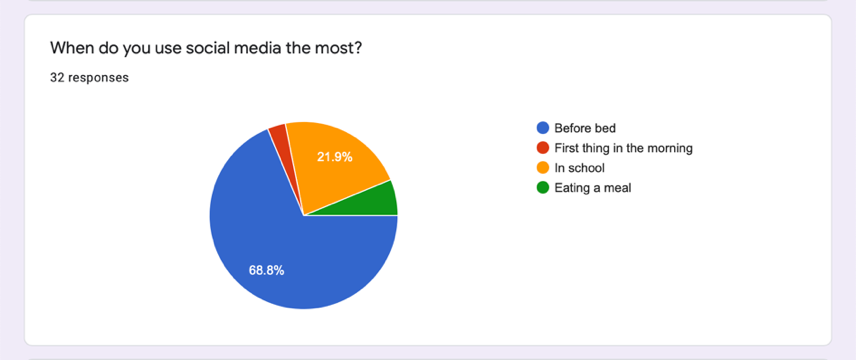 When do you use social media the most?
32 responses
21.9%
68.8%
Before bed
First thing in the morning
In school
Eating a meal